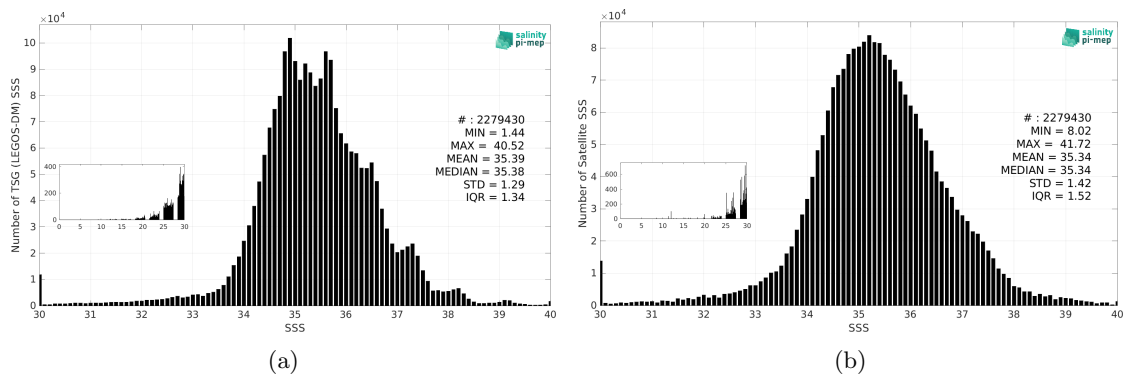 ×10⁴
10
9
8
7
6
5
4
3
2
1
0
Number of TSG (LEGOS-DM) SSS
salinity
pi-mep
# : 2279430
MIN = 1.44
MAX = 40.52
MEAN = 35.39
MEDIAN = 35.38
STD = 1.29
IQR = 1.34
400
200
0
0 5 10 15 20 25 30
30 31 32 33 34 35 36 37 38 39 40
SSS
(a)
×10⁴
8
7
6
5
4
3
2
1
0
Number of Satellite SSS
salinity
pi-mep
# : 2279430
MIN = 8.02
MAX = 41.72
MEAN = 35.34
MEDIAN = 35.34
STD = 1.42
IQR = 1.52
600
400
200
0
0 5 10 15 20 25 30
30 31 32 33 34 35 36 37 38 39 40
SSS
(b)